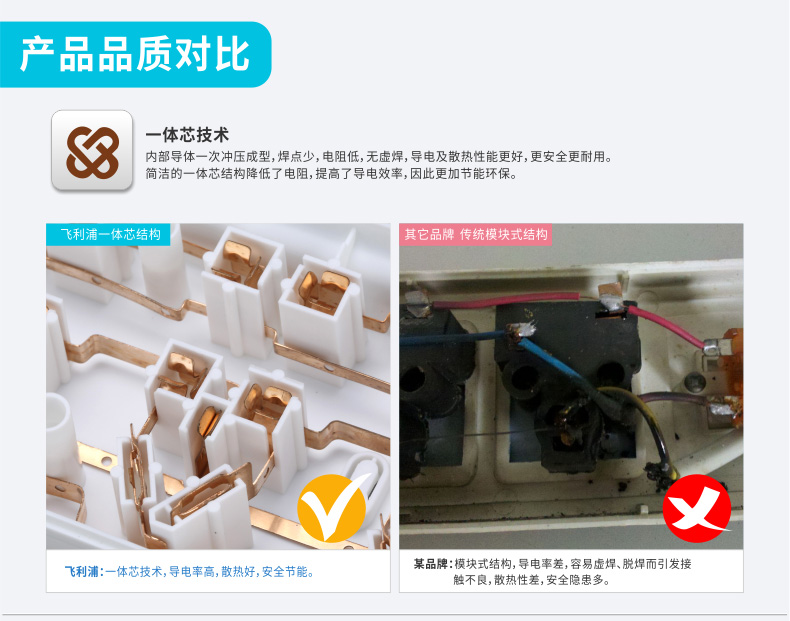 产品品质对比
一体芯技术
内部导体一次冲压成型，焊点少，电阻低，无虚焊，导电及散热性能更好，更安全更耐用。
简洁的一体芯结构降低了电阻，提高了导电效率，因此更加节能环保。
飞利浦一体芯结构
其它品牌 传统模块式结构
飞利浦：一体芯技术，导电率高，散热好，安全节能。
某品牌：模块式结构，导电率差，容易虚焊、脱焊而引发接
触不良，散热性差，安全隐患多。